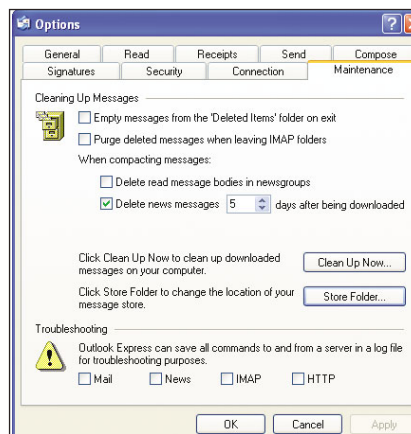 Options
General Read Receipts Send Compose
Signatures Security Connection Maintenance
Cleaning Up Messages
Empty messages from the 'Deleted Items' folder on exit
Purge deleted messages when leaving IMAP folders
When compacting messages:
Delete read message bodies in newsgroups
Delete news messages 5 days after being downloaded
Click Clean Up Now to clean up downloaded
messages on your computer.
Clean Up Now...
Click Store Folder to change the location of your
message store.
Store Folder...
Troubleshooting
Outlook Express can save all commands to and from a server in a log file
for troubleshooting purposes.
Mail News IMAP HTTP
OK Cancel Apply